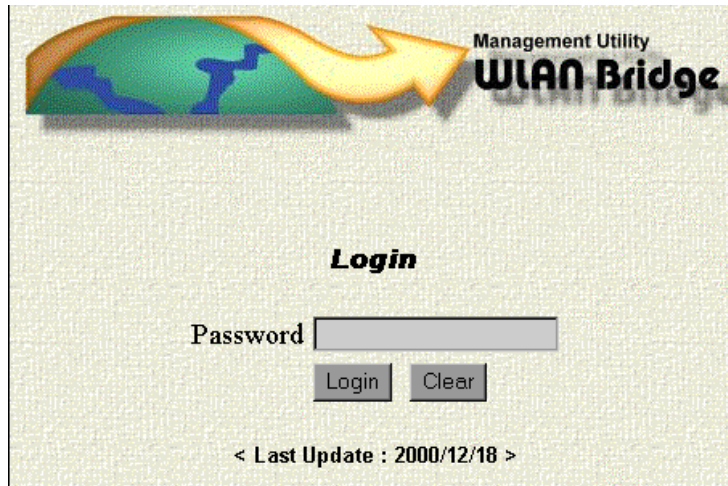 Management Utility
WLAN Bridge
Login
Password
Login Clear
< Last Update : 2000/12/18 >